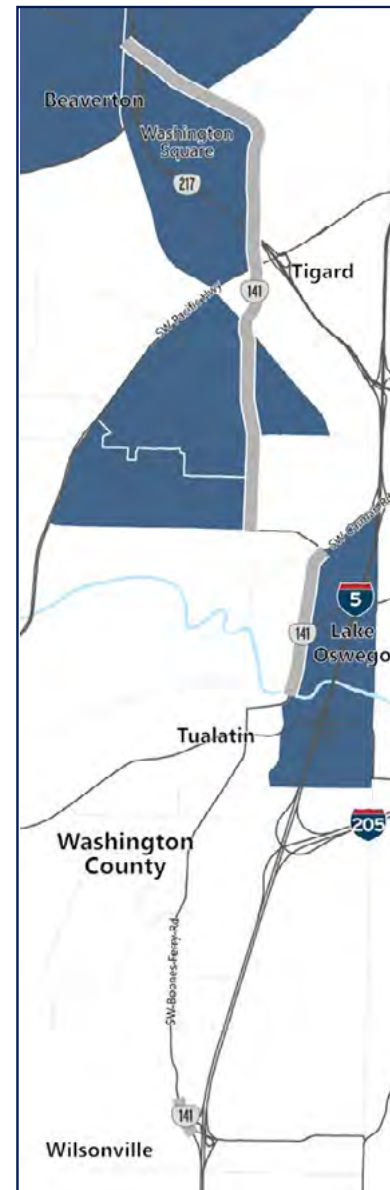 Beaverton
Washington
Square
217
Tigard
141
SW-Pacific-Hwy
5
Lake
Oswego
141
Tualatin
205
Washington
County
SW-Boones-Ferry-Rd
141
Wilsonville